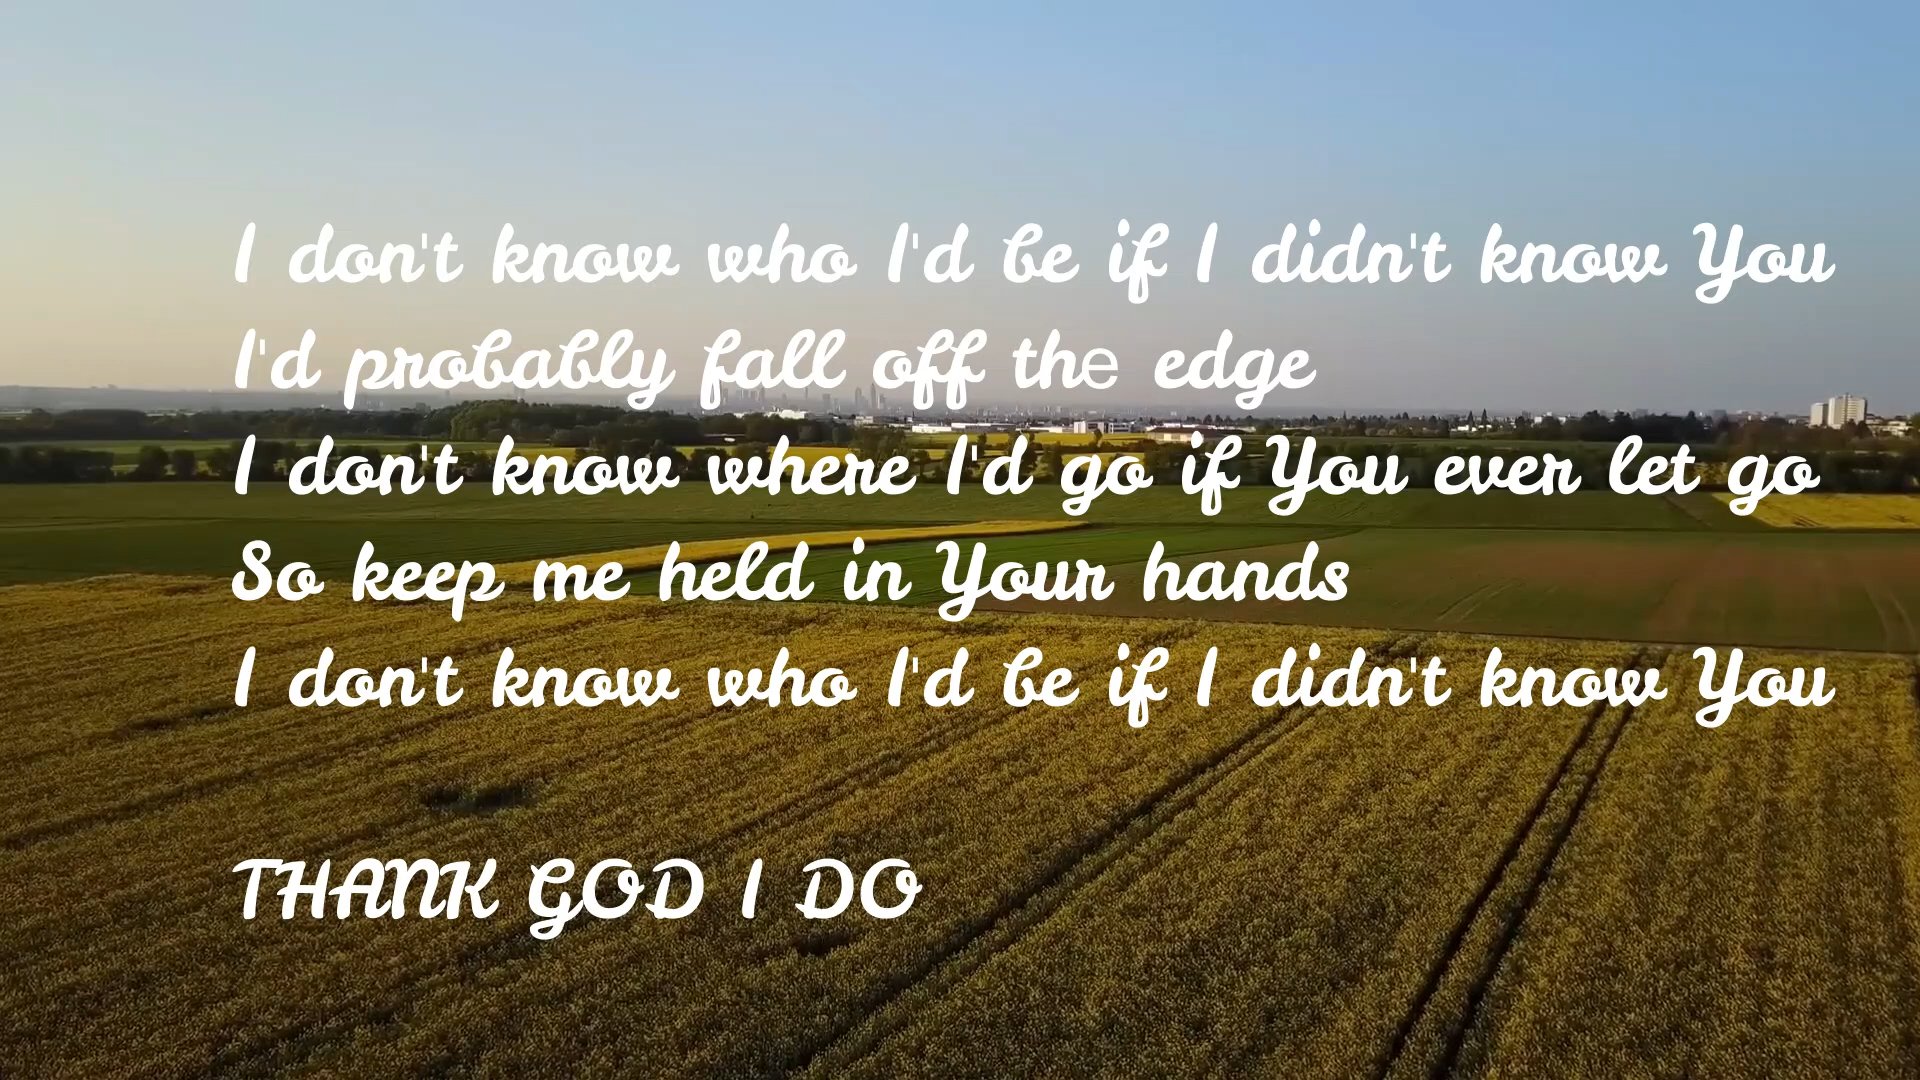 I don't know who I'd be if I didn't know You
I'd probably fall off the edge
I don't know where I'd go if You ever let go
So keep me held in Your hands
I don't know who I'd be if I didn't know You
THANK GOD I DO